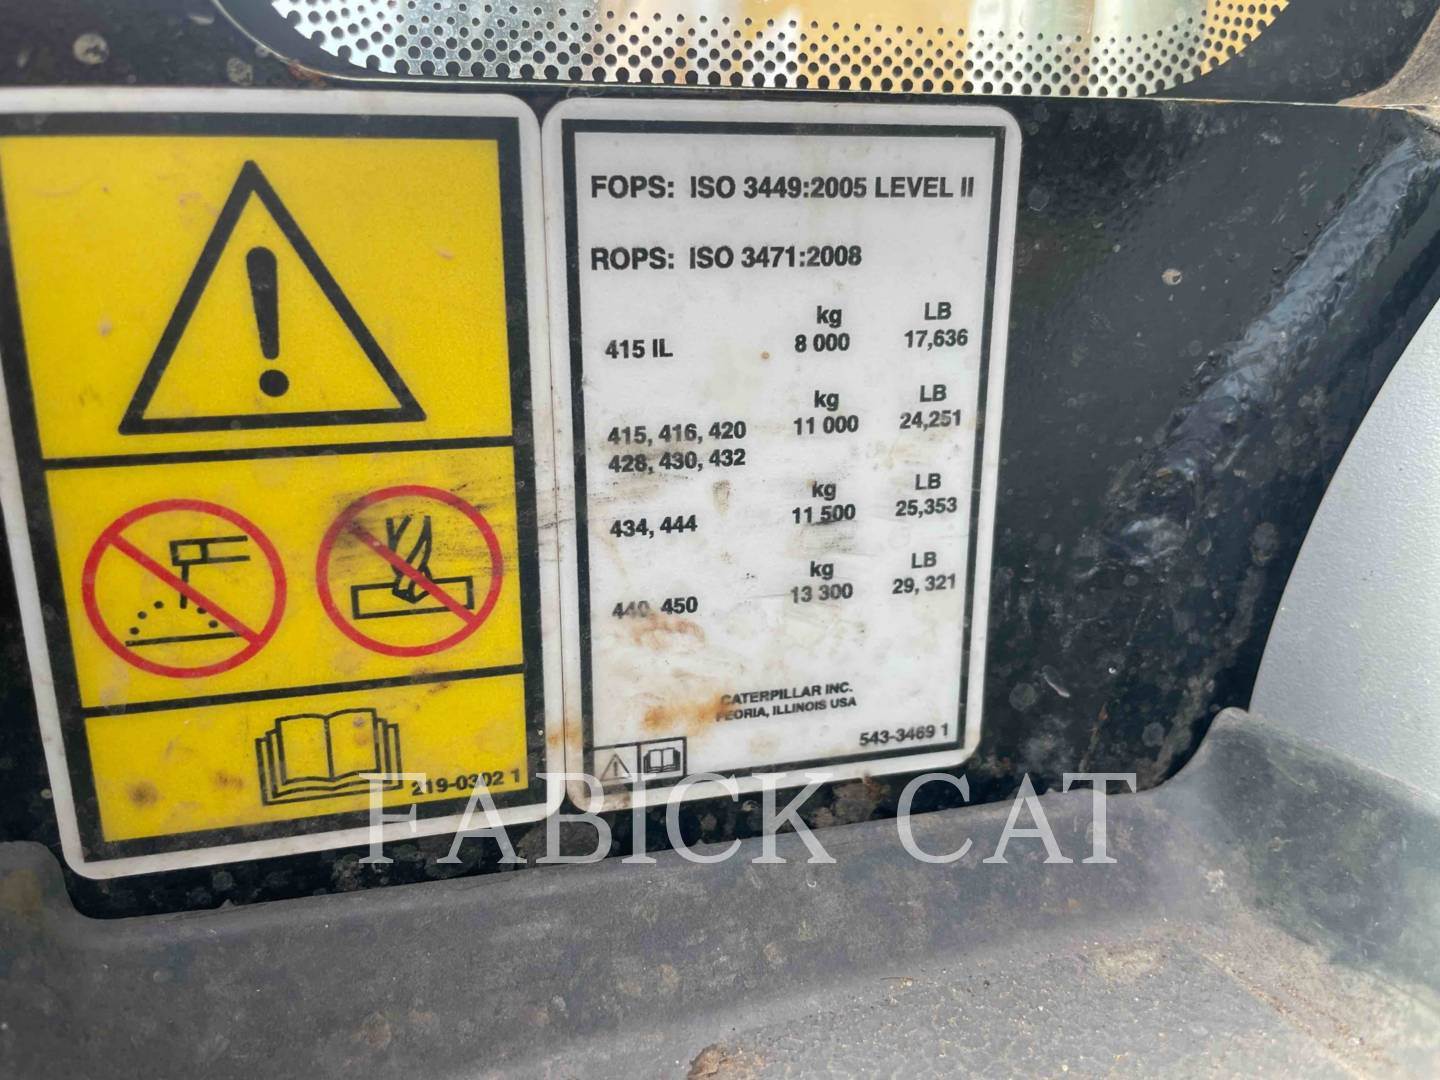 219-0302 1
FOPS: ISO 3449:2005 LEVEL II
ROPS: ISO 3471:2008
kg LB
415 IL 8 000 17,636
kg LB
415, 416, 420 11 000 24,251
428, 430, 432
kg LB
434, 444 11 500 25,353
kg LB
440, 450 13 300 29, 321
CATERPILLAR INC.
PEORIA, ILLINOIS USA
543-3469 1
FABICK CAT